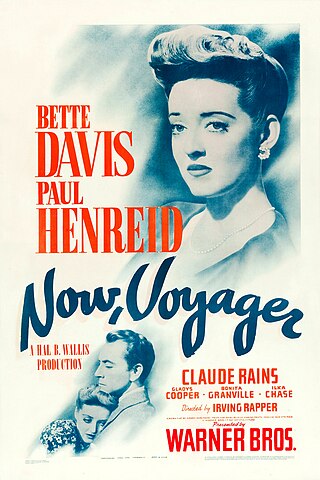 BETTE
DAVIS
PAUL
HENREID
Now, Voyager
A HAL B. WALLIS
PRODUCTION
CLAUDE RAINS
GLADYS COOPER · BONITA GRANVILLE · ILKA CHASE
Directed by IRVING RAPPER
Presented by
WARNER BROS.